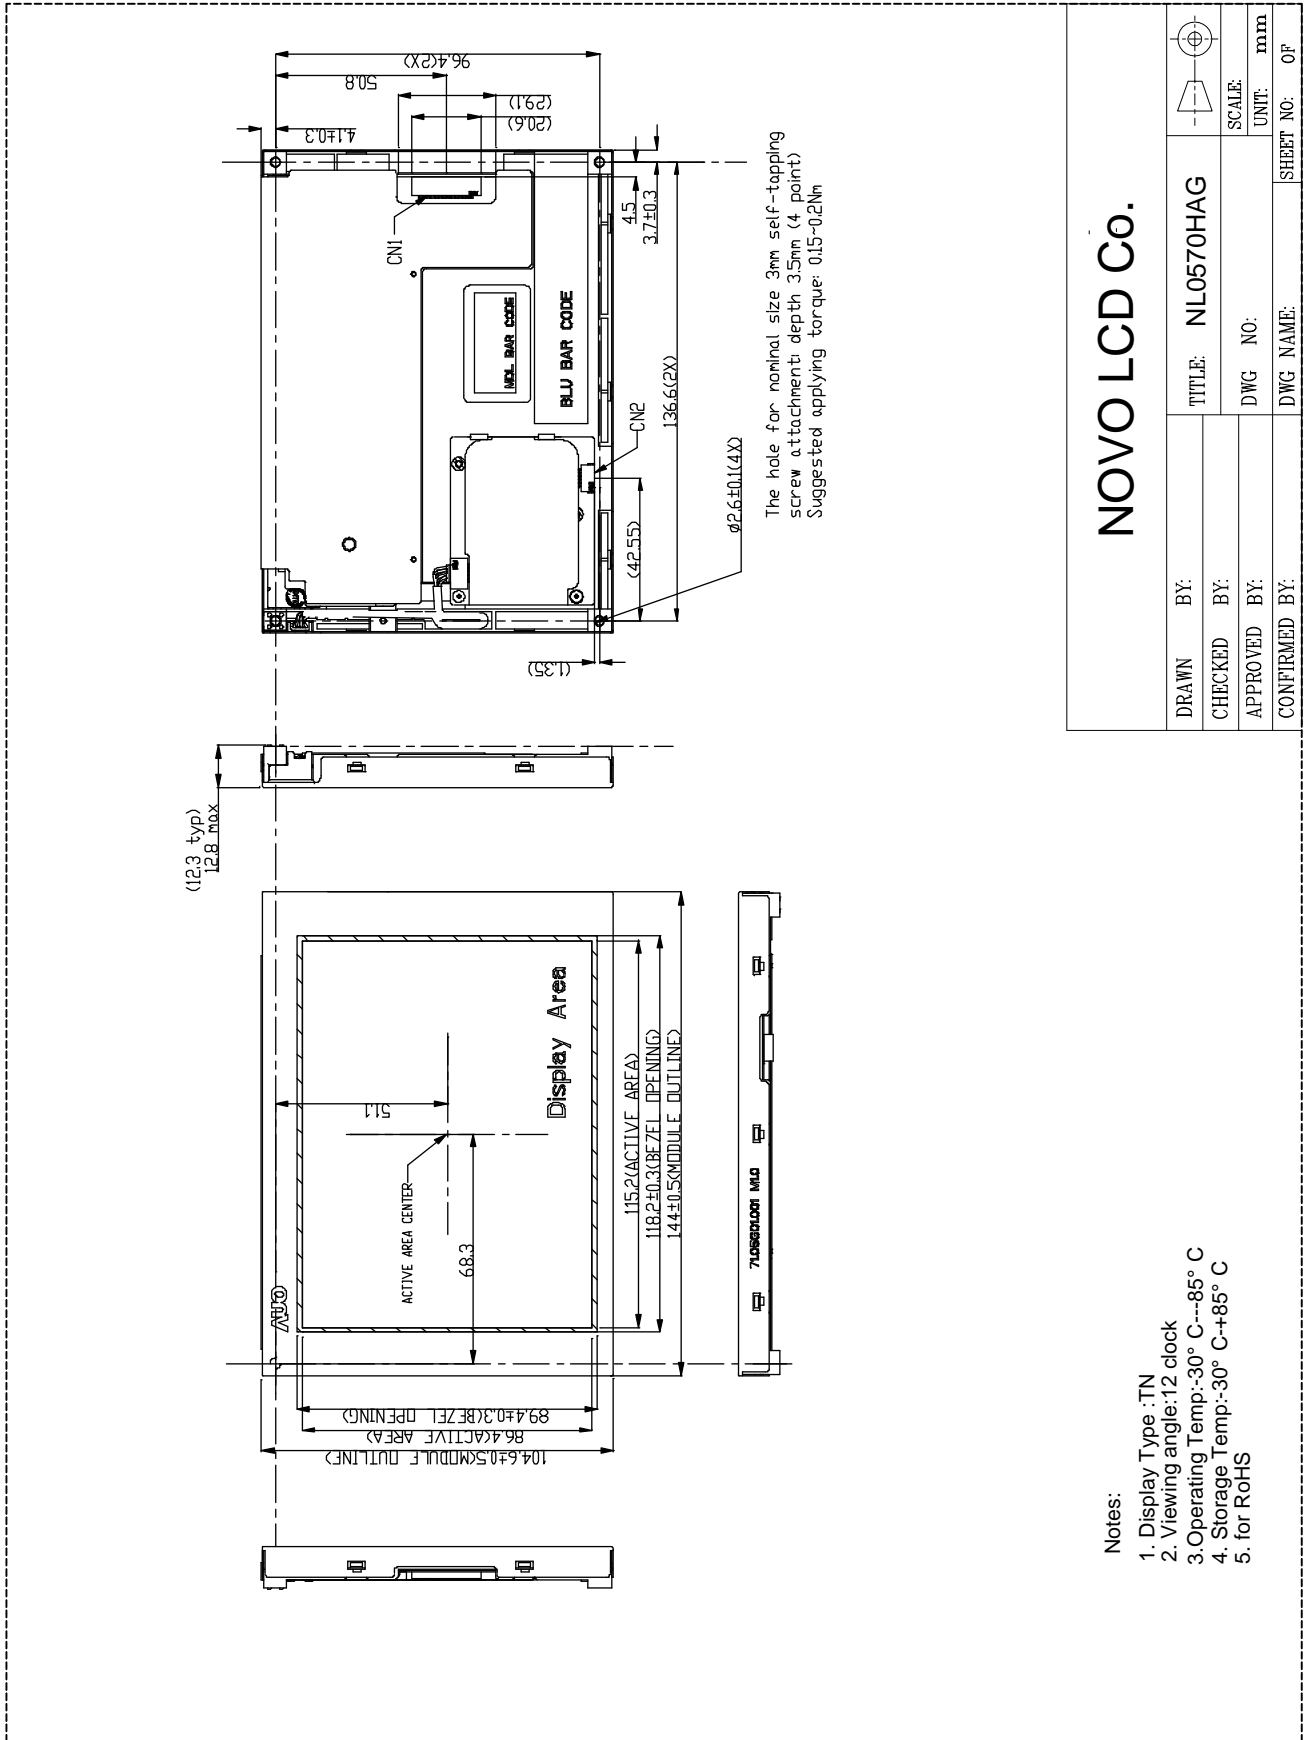 104.6±0.5(MODULE OUTLINE)
86.4(ACTIVE AREA)
89.4±0.3(BEZEL OPENING)
AUO
ACTIVE AREA CENTER
68.3
51.1
Display Area
115.2(ACTIVE AREA)
118.2±0.3(BEZEL OPENING)
144±0.5(MODULE OUTLINE)
(12.3 typ)
12.8 max
(1.35)
4.1±0.3
50.8
96.4(2X)
(29.1)
(20.6)
CN1
MDL BAR CODE
BLU BAR CODE
CN2
(42.55)
136.6(2X)
4.5
3.7±0.3
ø2.6±0.1(4X)
The hole for nominal size 3mm self-tapping
screw attachment: depth 3.5mm (4 point)
Suggested applying torque: 0.15~0.2Nm
Notes:
1. Display Type :TN
2. Viewing angle:12 clock
3.Operating Temp:-30° C---85° C
4. Storage Temp:-30° C-+85° C
5. for RoHS
NOVO LCD Co.
DRAWN BY:
CHECKED BY:
APPROVED BY:
CONFIRMED BY:
TITLE: NL0570HAG
DWG NO:
DWG NAME:
SCALE:
UNIT: mm
SHEET NO: OF